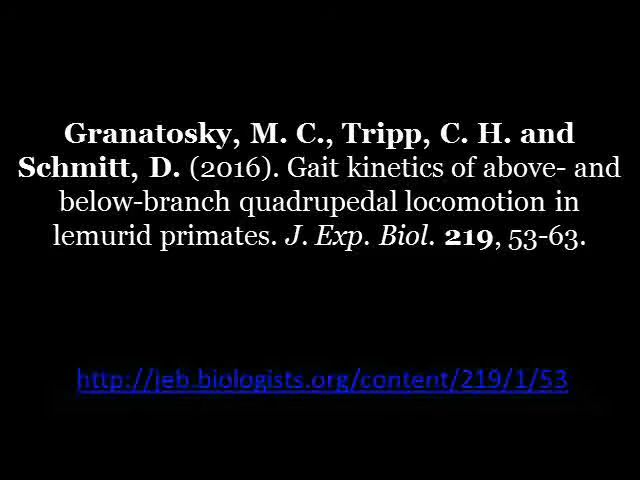 Granatosky, M. C., Tripp, C. H. and
Schmitt, D. (2016). Gait kinetics of above- and
below-branch quadrupedal locomotion in
lemurid primates. J. Exp. Biol. 219, 53-63.
http://jeb.biologists.org/content/219/1/53